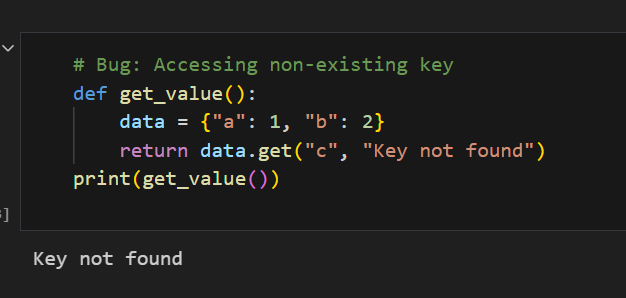 # Bug: Accessing non-existing key
def get_value():
    data = {"a": 1, "b": 2}
    return data.get("c", "Key not found")
print(get_value())
]
Key not found